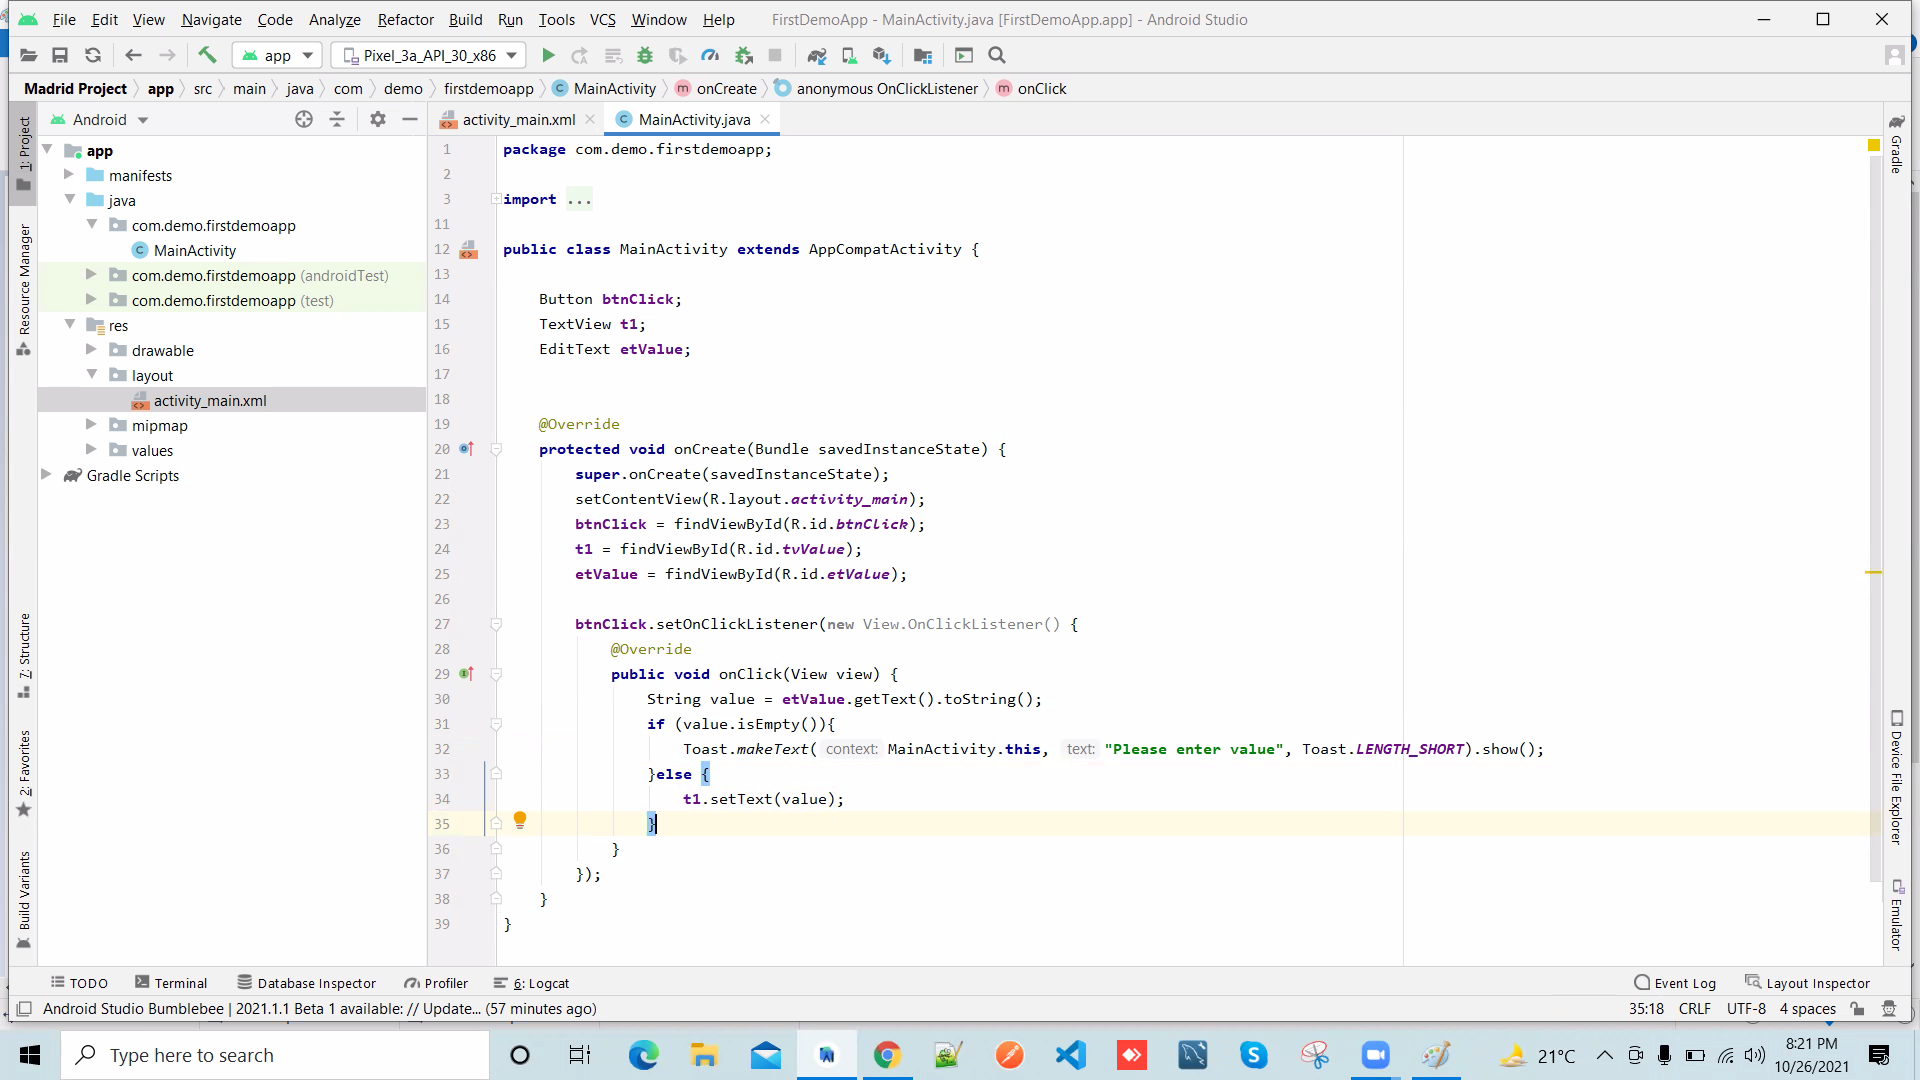 File Edit View Navigate Code Analyze Refactor Build Run Tools VCS Window Help FirstDemoApp - MainActivity.java [FirstDemoApp.app] - Android Studio
app Pixel_3a_API_30_x86
Madrid Project app src main java com demo firstdemoapp MainActivity onCreate anonymous OnClickListener onClick
Android activity_main.xml MainActivity.java
1: Project
Resource Manager
7: Structure
2: Favorites
Build Variants
app
manifests
java
com.demo.firstdemoapp
MainActivity
com.demo.firstdemoapp (androidTest)
com.demo.firstdemoapp (test)
res
drawable
layout
activity_main.xml
mipmap
values
Gradle Scripts
1 package com.demo.firstdemoapp;
2
3 import ...
11
12 public class MainActivity extends AppCompatActivity {
13
14 Button btnClick;
15 TextView t1;
16 EditText etValue;
17
18
19 @Override
20 protected void onCreate(Bundle savedInstanceState) {
21 super.onCreate(savedInstanceState);
22 setContentView(R.layout.activity_main);
23 btnClick = findViewById(R.id.btnClick);
24 t1 = findViewById(R.id.tvValue);
25 etValue = findViewById(R.id.etValue);
26
27 btnClick.setOnClickListener(new View.OnClickListener() {
28 @Override
29 public void onClick(View view) {
30 String value = etValue.getText().toString();
31 if (value.isEmpty()){
32 Toast.makeText( context: MainActivity.this, text: "Please enter value", Toast.LENGTH_SHORT).show();
33 }else {
34 t1.setText(value);
35 }
36 }
37 });
38 }
39 }
Gradle
Device File Explorer
Emulator
TODO Terminal Database Inspector Profiler 6: Logcat Event Log Layout Inspector
Android Studio Bumblebee | 2021.1.1 Beta 1 available: // Update... (57 minutes ago) 35:18 CRLF UTF-8 4 spaces
Type here to search 21°C 8:21 PM
10/26/2021